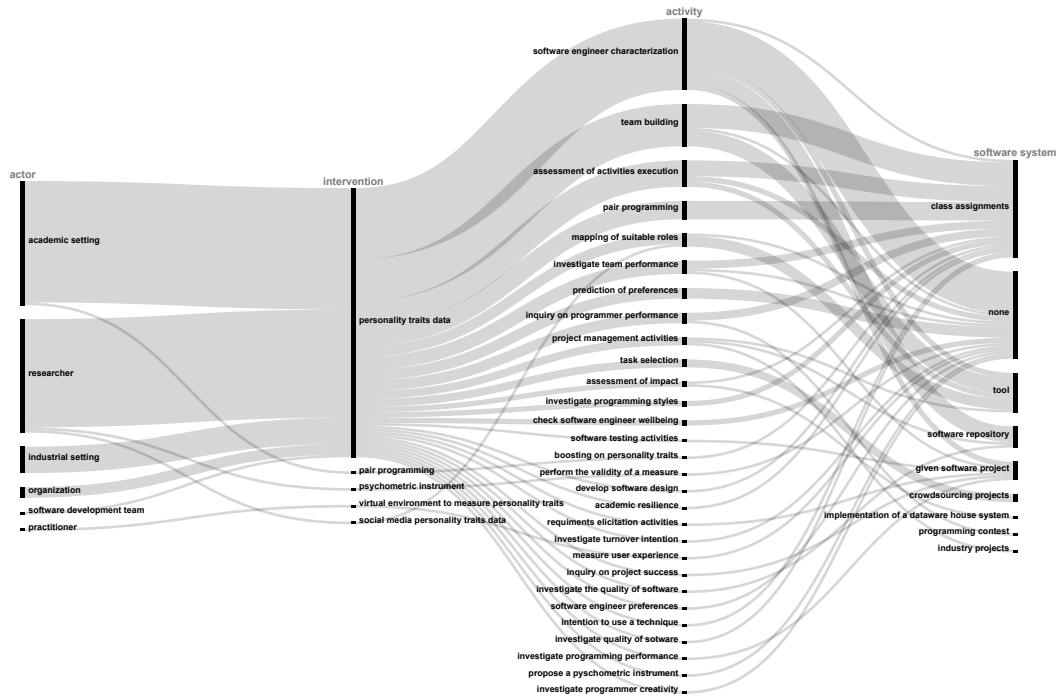 actor
academic setting
researcher
industrial setting
organization
software development team
practitioner
intervention
personality traits data
pair programming
psychometric instrument
virtual environment to measure personality traits
social media personality traits data
activity
software engineer characterization
team building
assessment of activities execution
pair programming
mapping of suitable roles
investigate team performance
prediction of preferences
inquiry on programmer performance
project management activities
task selection
assessment of impact
investigate programming styles
check software engineer wellbeing
software testing activities
boosting on personality traits
perform the validity of a measure
develop software design
academic resilience
requiments elicitation activities
investigate turnover intention
measure user experience
inquiry on project success
investigate the quality of software
software engineer preferences
intention to use a technique
investigate quality of sotware
investigate programming performance
propose a pyschometric instrument
investigate programmer creativity
software system
class assignments
none
tool
software repository
given software project
crowdsourcing projects
implementation of a dataware house system
programming contest
industry projects